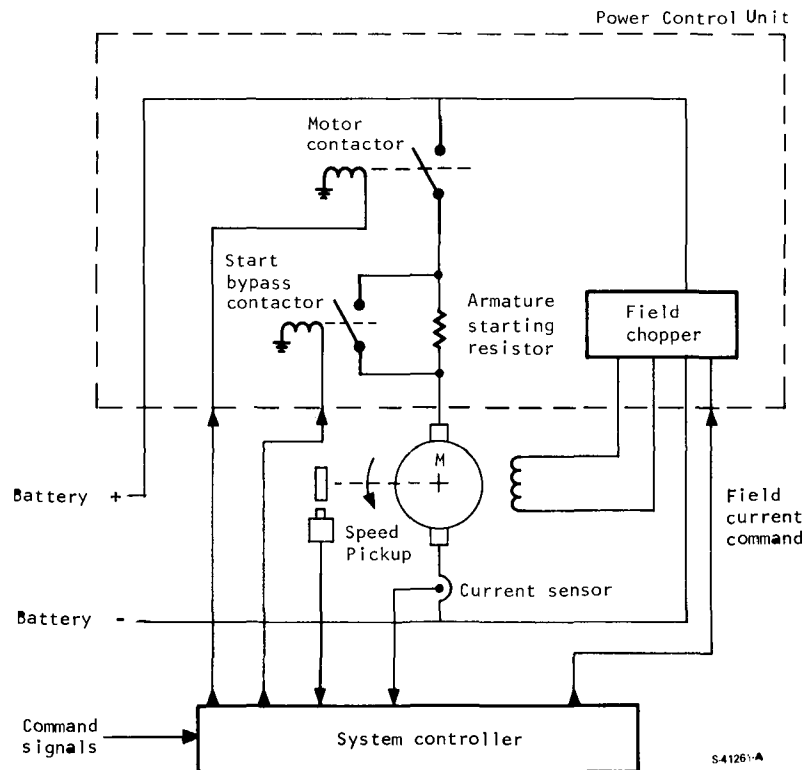 Power Control Unit
Motor
contactor
Start
bypass
contactor
Armature
starting
resistor
Field
chopper
M
Battery +
Speed
Pickup
Field
current
command
Current sensor
Battery -
Command
signals
System controller
S-41261-A